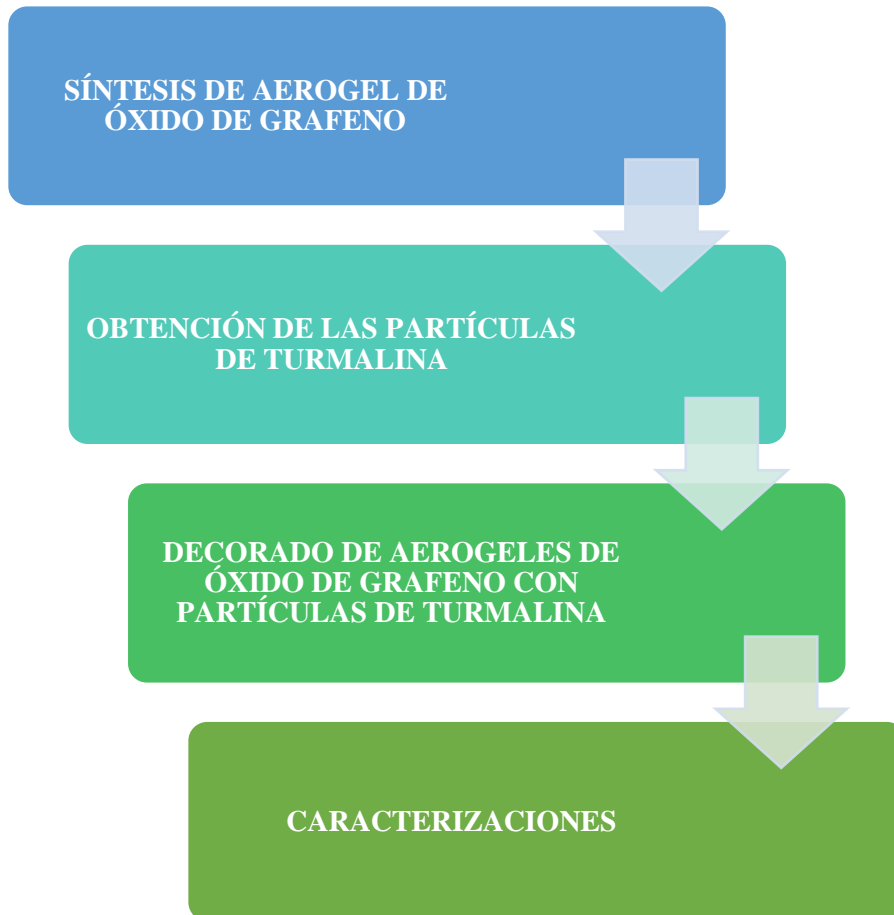 SÍNTESIS DE AEROGEL DE
ÓXIDO DE GRAFENO
OBTENCIÓN DE LAS PARTÍCULAS
DE TURMALINA
DECORADO DE AEROGELES DE
ÓXIDO DE GRAFENO CON
PARTÍCULAS DE TURMALINA
CARACTERIZACIONES